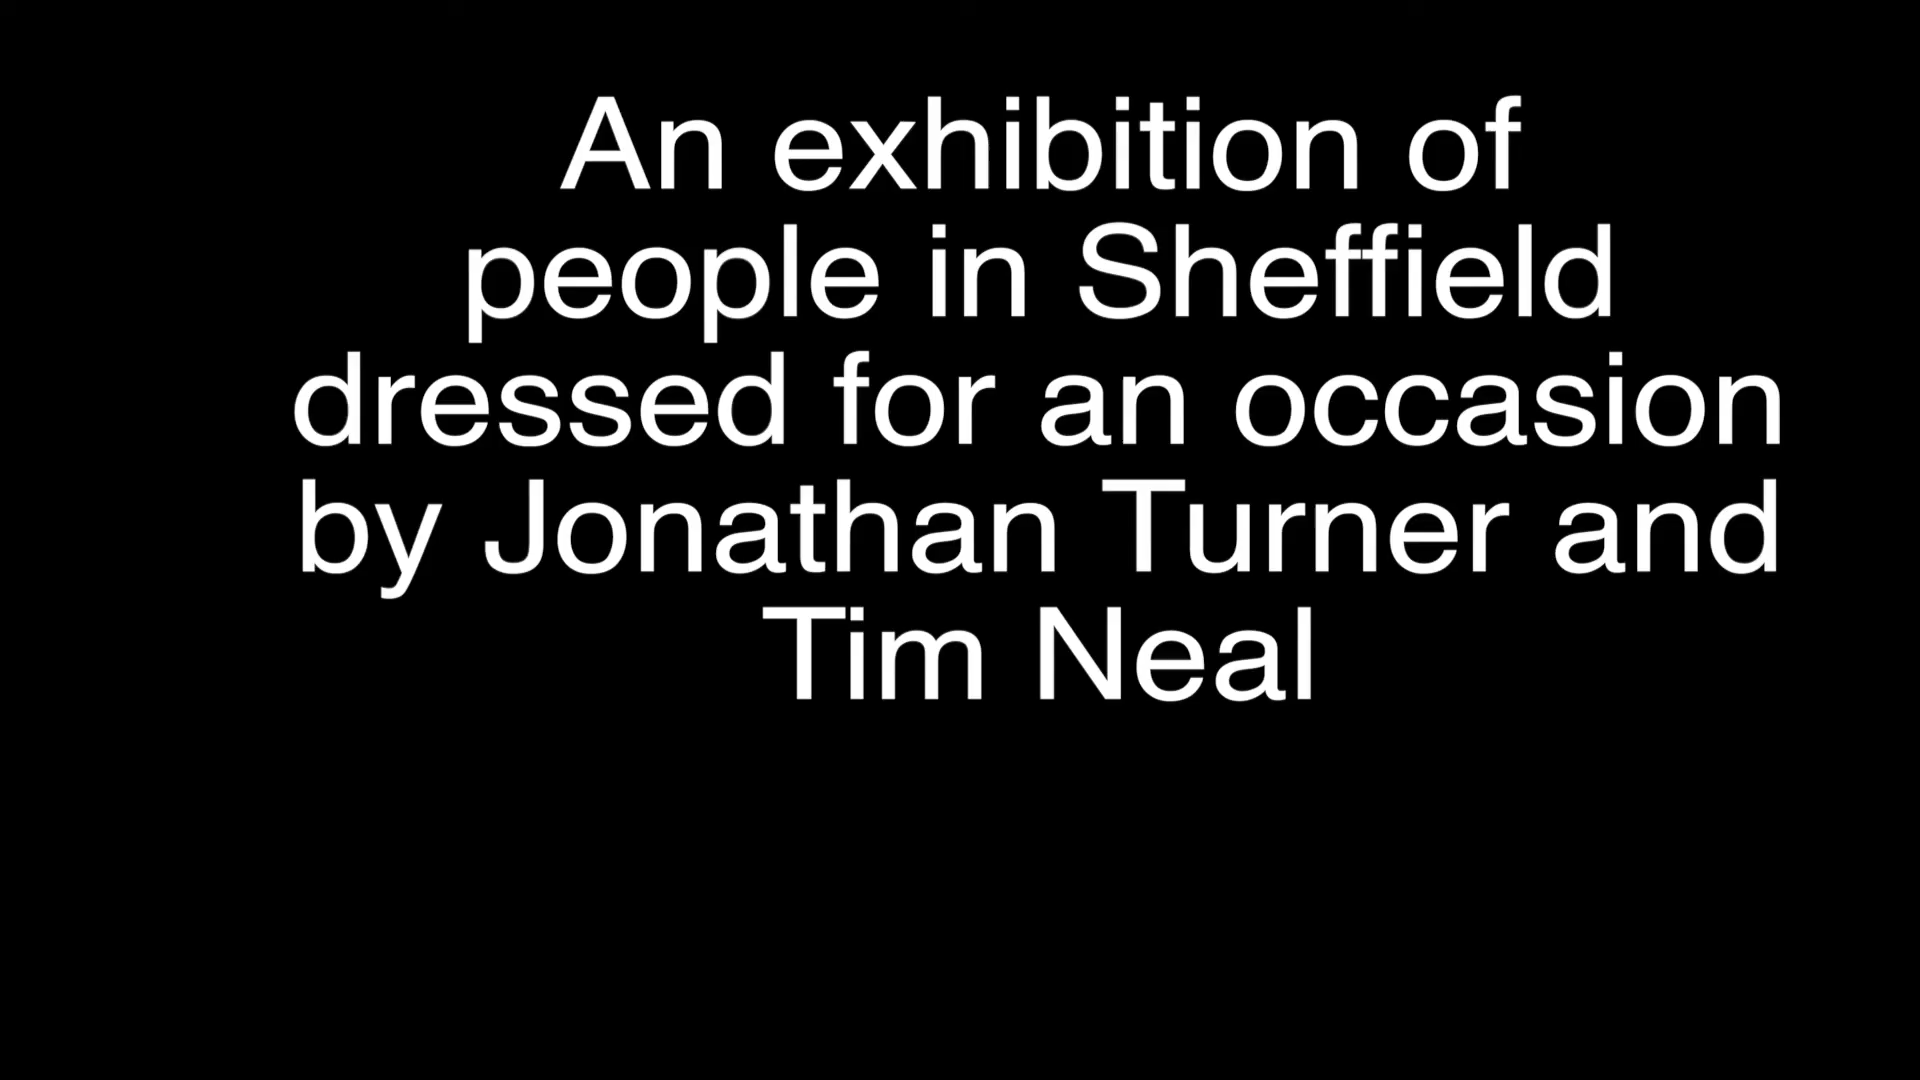 An exhibition of
people in Sheffield
dressed for an occasion
by Jonathan Turner and
Tim Neal